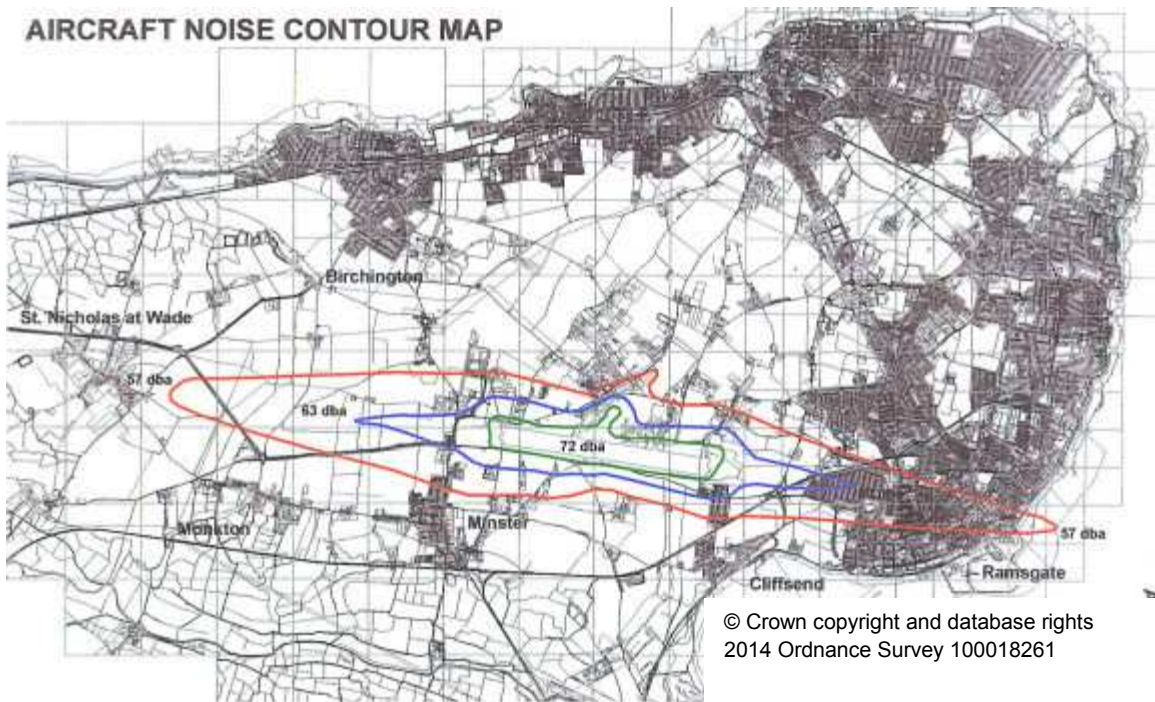 AIRCRAFT NOISE CONTOUR MAP
Birchington
St. Nicholas at Wade
57 dba
63 dba
72 dba
Monkton
Minster
57 dba
Cliffsend
Ramsgate
© Crown copyright and database rights
2014 Ordnance Survey 100018261